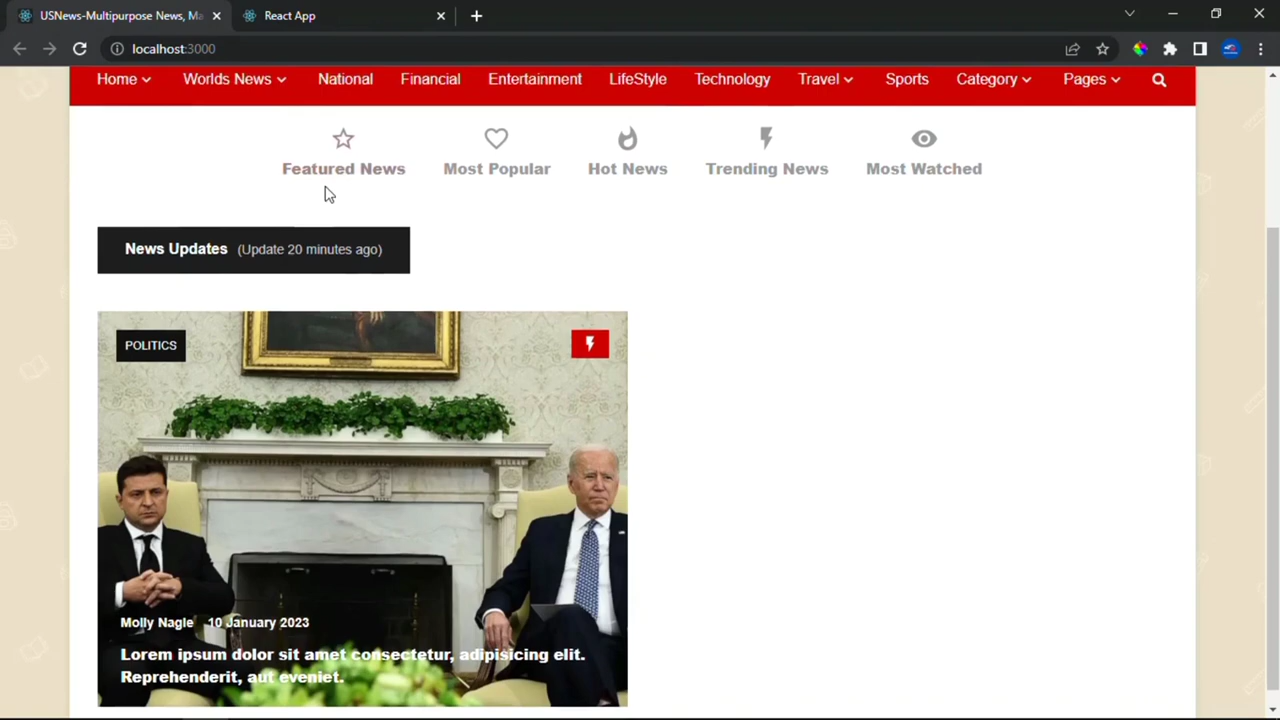 USNews-Multipurpose News, Ma
React App
localhost:3000
Home Worlds News National Financial Entertainment LifeStyle Technology Travel Sports Category Pages
Featured News Most Popular Hot News Trending News Most Watched
News Updates (Update 20 minutes ago)
POLITICS
Molly Nagle 10 January 2023
Lorem ipsum dolor sit amet consectetur, adipisicing elit.
Reprehenderit, aut eveniet.